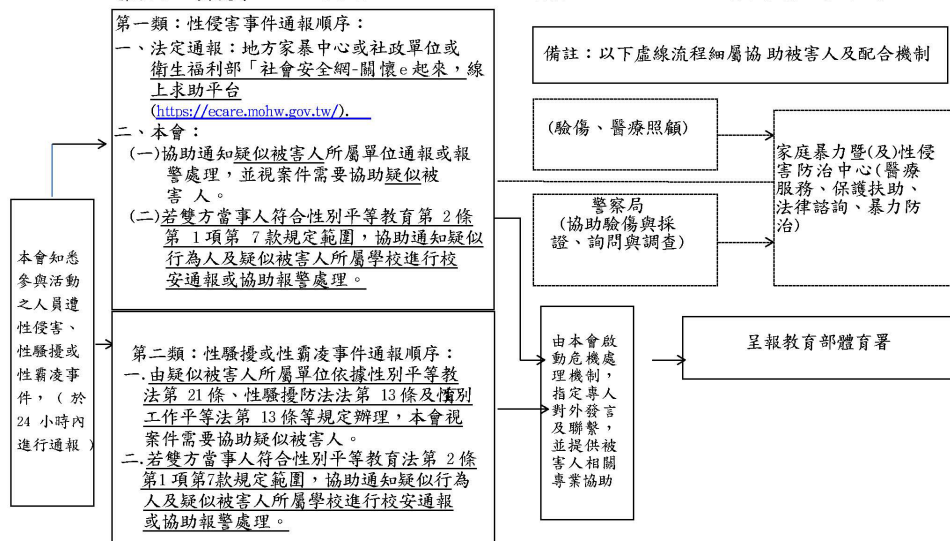 第一類：性侵害事件通報順序：
一、法定通報：地方家暴中心或社政單位或
衛生福利部「社會安全網-關懷e起來，線
上求助平台
(https://ecare.mohw.gov.tw/).
二、本會：
(一)協助通知疑似被害人所屬單位通報或報
警處理，並視案件需要協助疑似被
害 人。
(二)若雙方當事人符合性別平等教育第 2條
第 1項第 7款規定範圍，協助通知疑似
行為人及疑似被害人所屬學校進行校
安通報或協助報警處理。
備註：以下虛線流程細屬協 助被害人及配合機制
(驗傷、醫療照顧)
家庭暴力暨(及)性侵
害防治中心(醫療
服務、保護扶助、
法律諮詢、暴力防
治)
警察局
(協助驗傷與採
證、詢問與調查)
本會知悉
參與活動
之人員遭
性侵害、
性騷擾或
性霸凌事
件，（ 於
24 小時內
進行通報 ）
第二類：性騷擾或性霸凌事件通報順序：
一.由疑似被害人所屬單位依據性別平等教
法第 21條、性騷擾防法法第 13條及性別
工作平等法第 13條等規定辦理，本會視
案件需要協助疑似被害人。
二.若雙方當事人符合性別平等教育法第 2條
第1項第7款規定範圍，協助通知疑似行為
人及疑似被害人所屬學校進行校安通報
或協助報警處理。
由本會啟
動危機處
理機制，
指定專人
對外發言
及聯繫，
並提供被
害人相關
專業協助
呈報教育部體育署